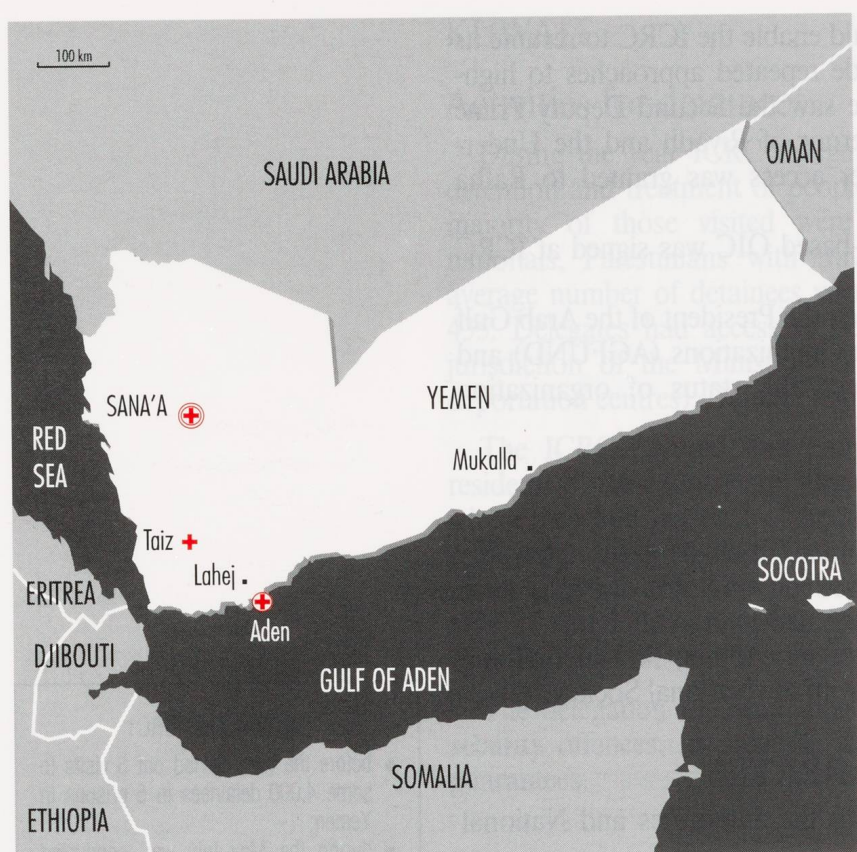 100 km
SAUDI ARABIA
OMAN
SANA'A
YEMEN
RED
SEA
Mukalla
Taiz
Lahej
SOCOTRA
ERITREA
Aden
DJIBOUTI
GULF OF ADEN
SOMALIA
ETHIOPIA